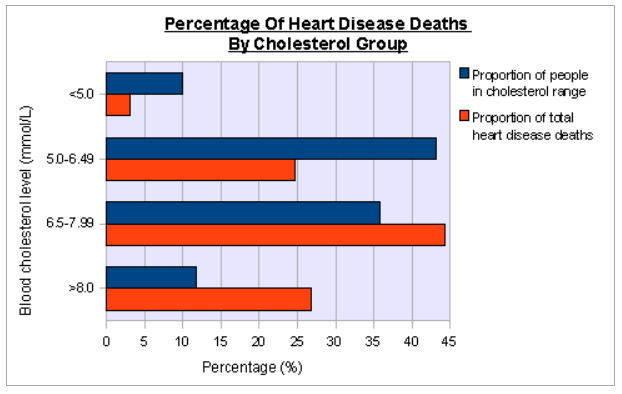 Percentage Of Heart Disease Deaths
By Cholesterol Group
Proportion of people
in cholesterol range
Proportion of total
heart disease deaths
Blood cholesterol level (mmol/L)
<5.0
5.0-6.49
6.5-7.99
>8.0
0 5 10 15 20 25 30 35 40 45
Percentage (%)